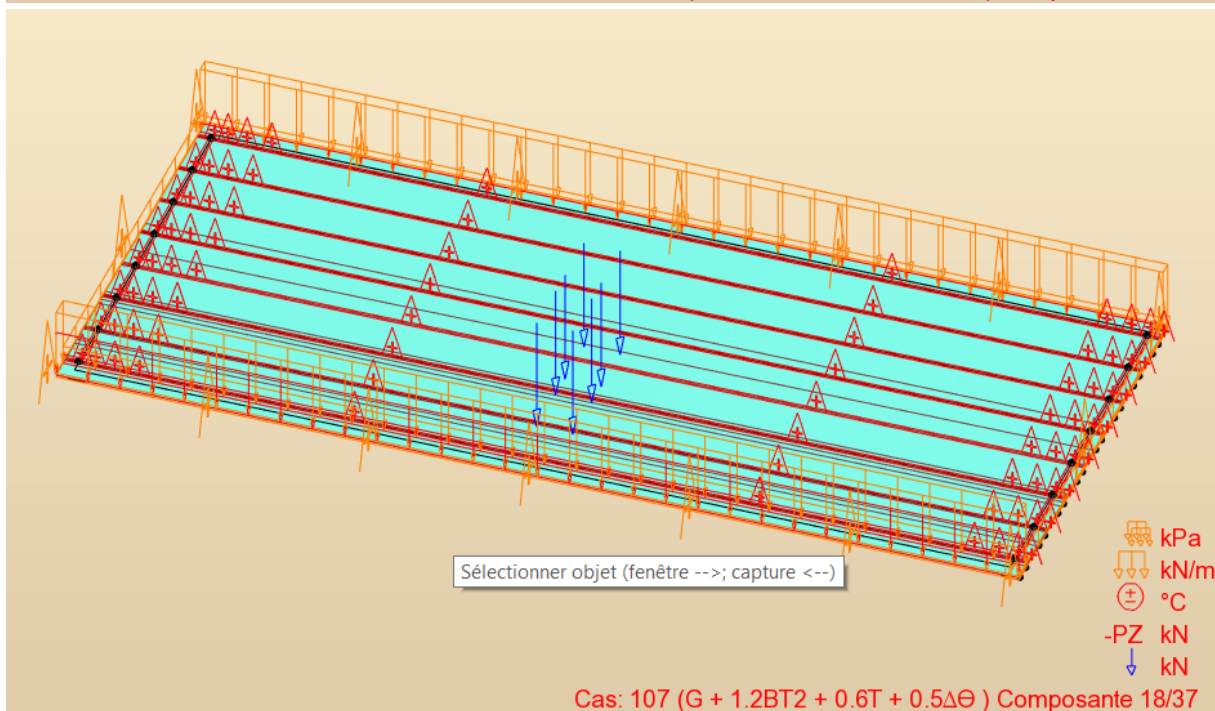 Sélectionner objet (fenêtre -->; capture <--)
kPa
kN/m
°C
-PZ kN
kN
Cas: 107 (G + 1.2BT2 + 0.6T + 0.5ΔΘ ) Composante 18/37